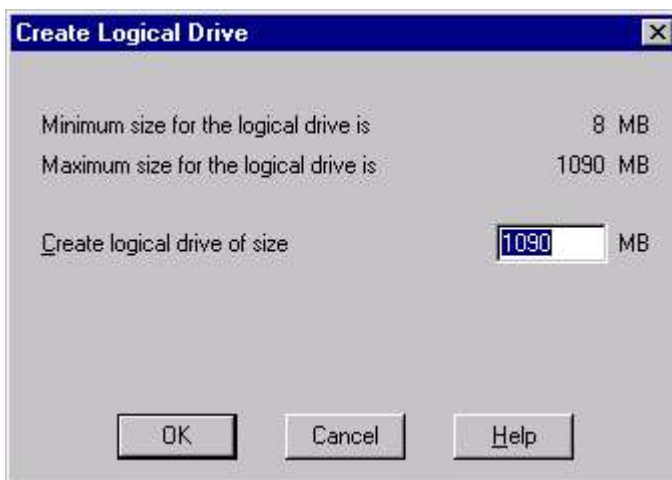 Create Logical Drive
Minimum size for the logical drive is 8 MB
Maximum size for the logical drive is 1090 MB
Create logical drive of size 1090 MB
OK Cancel Help